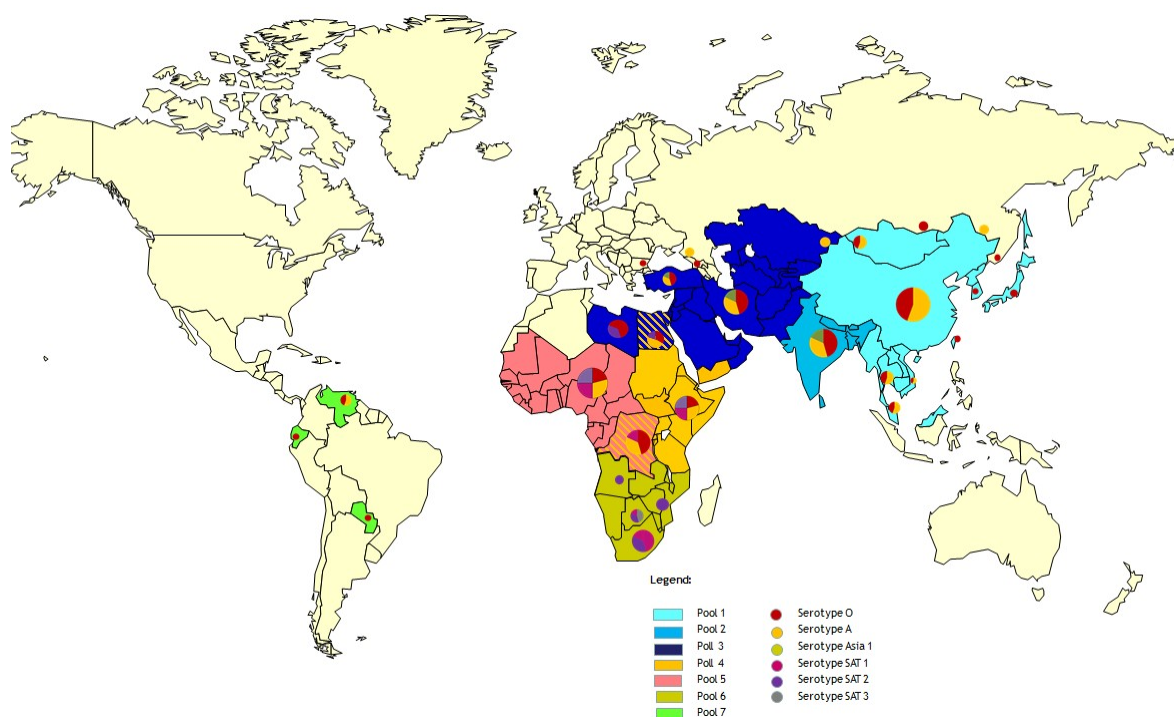 Legend:
Pool 1
Pool 2
Poll 3
Poll 4
Pool 5
Pool 6
Pool 7
Serotype O
Serotype A
Serotype Asia 1
Serotype SAT 1
Serotype SAT 2
Serotype SAT 3